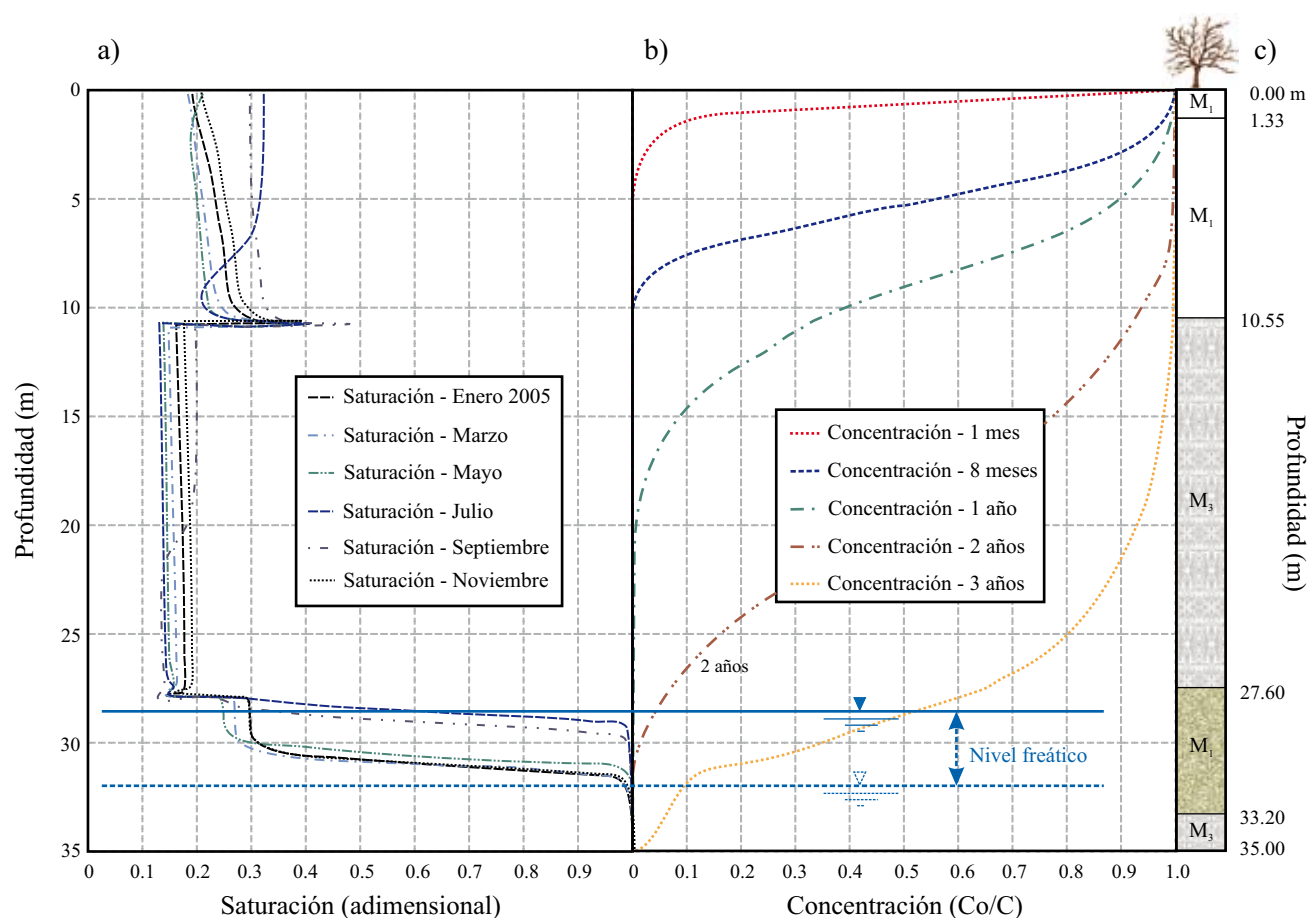 a)
b)
c)
0
5
10
15
20
25
30
35
Profundidad (m)
Saturación - Enero 2005
Saturación - Marzo
Saturación - Mayo
Saturación - Julio
Saturación - Septiembre
Saturación - Noviembre
0 0.1 0.2 0.3 0.4 0.5 0.6 0.7 0.8 0.9
Saturación (adimensional)
Concentración - 1 mes
Concentración - 8 meses
Concentración - 1 año
Concentración - 2 años
Concentración - 3 años
2 años
Nivel freático
0 0.1 0.2 0.3 0.4 0.5 0.6 0.7 0.8 0.9 1.0
Concentración (Co/C)
M1
M1
M3
M1
M3
0.00 m
1.33
10.55
27.60
33.20
35.00
Profundidad (m)